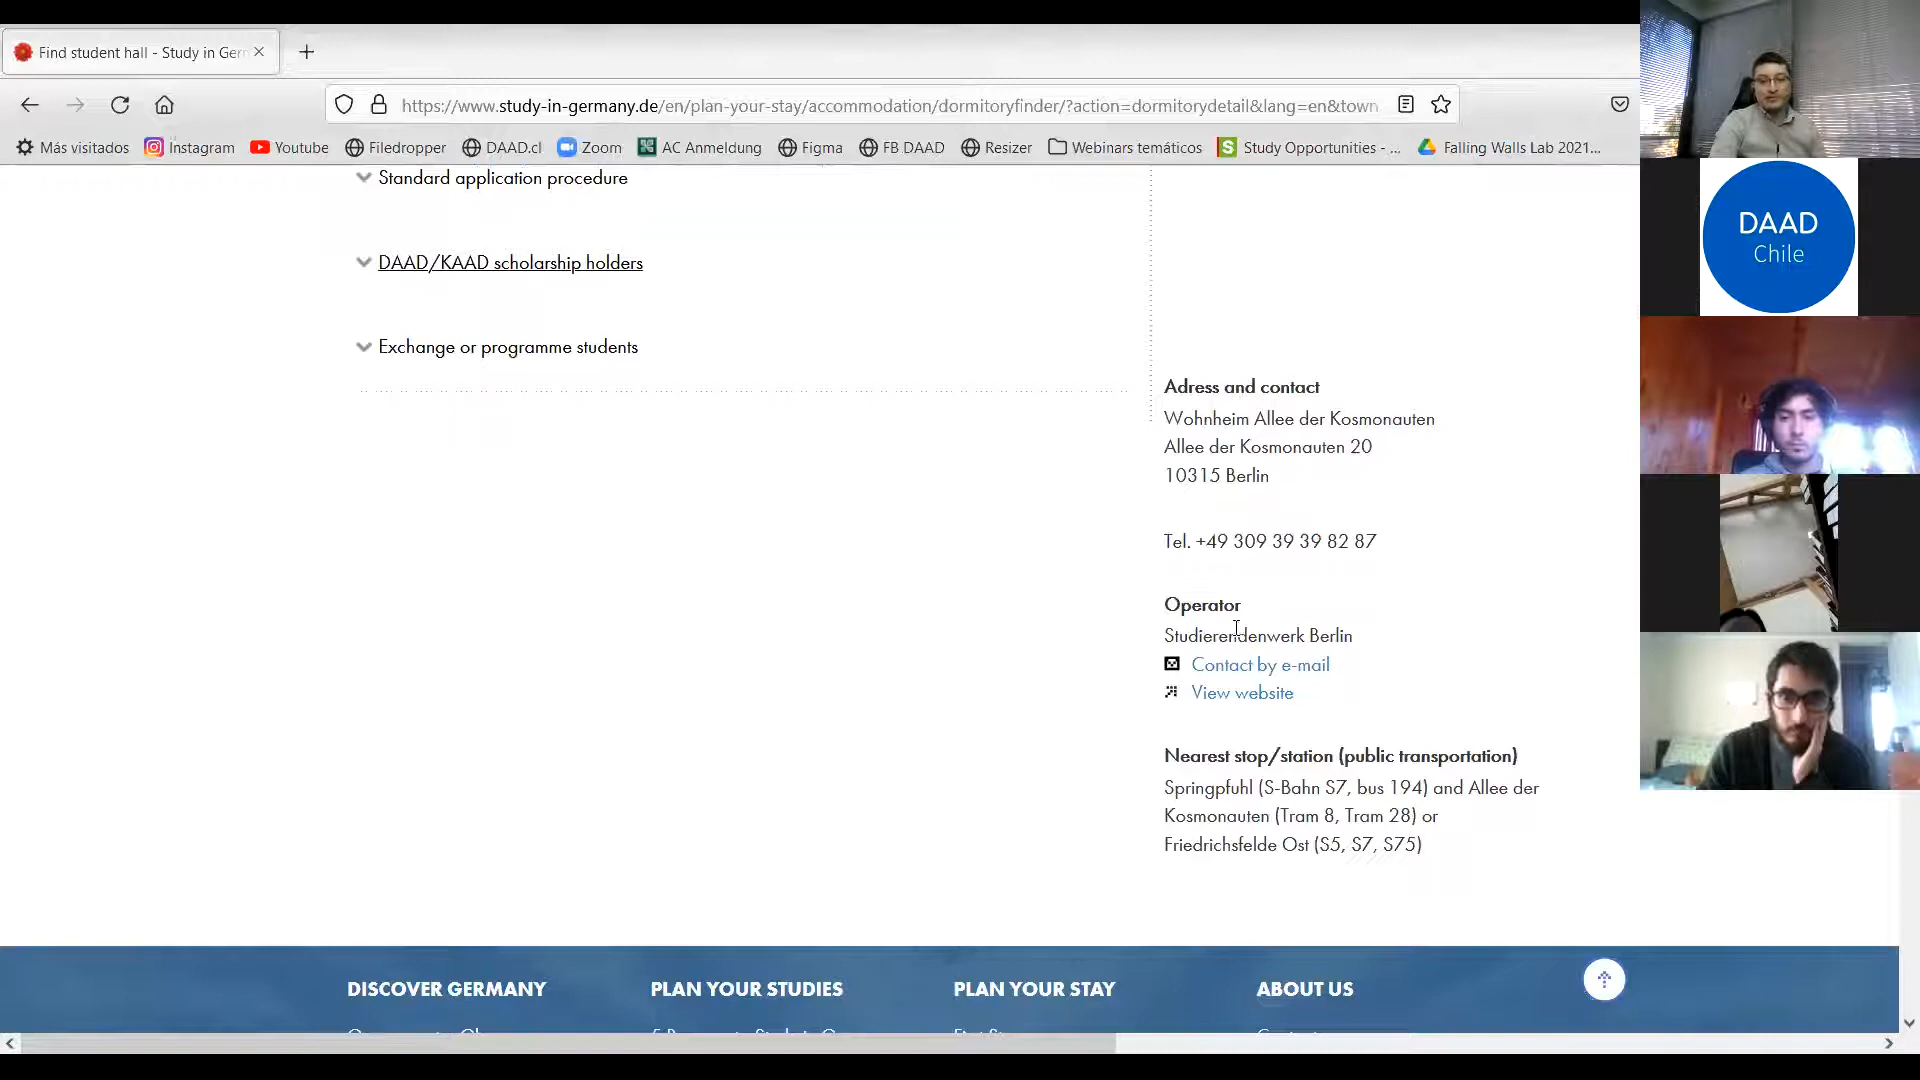 Find student hall - Study in Ger
https://www.study-in-germany.de/en/plan-your-stay/accommodation/dormitoryfinder/?action=dormitorydetail&lang=en&town
Más visitados
Instagram
Youtube
Filedropper
DAAD.cl
Zoom
AC Anmeldung
Figma
FB DAAD
Resizer
Webinars temáticos
Study Opportunities - ...
Falling Walls Lab 2021...
Standard application procedure
DAAD/KAAD scholarship holders
Exchange or programme students
Adress and contact
Wohnheim Allee der Kosmonauten
Allee der Kosmonauten 20
10315 Berlin
Tel. +49 309 39 39 82 87
Operator
Studierendenwerk Berlin
Contact by e-mail
View website
Nearest stop/station (public transportation)
Springpfuhl (S-Bahn S7, bus 194) and Allee der
Kosmonauten (Tram 8, Tram 28) or
Friedrichsfelde Ost (S5, S7, S75)
DISCOVER GERMANY
PLAN YOUR STUDIES
PLAN YOUR STAY
ABOUT US
DAAD
Chile